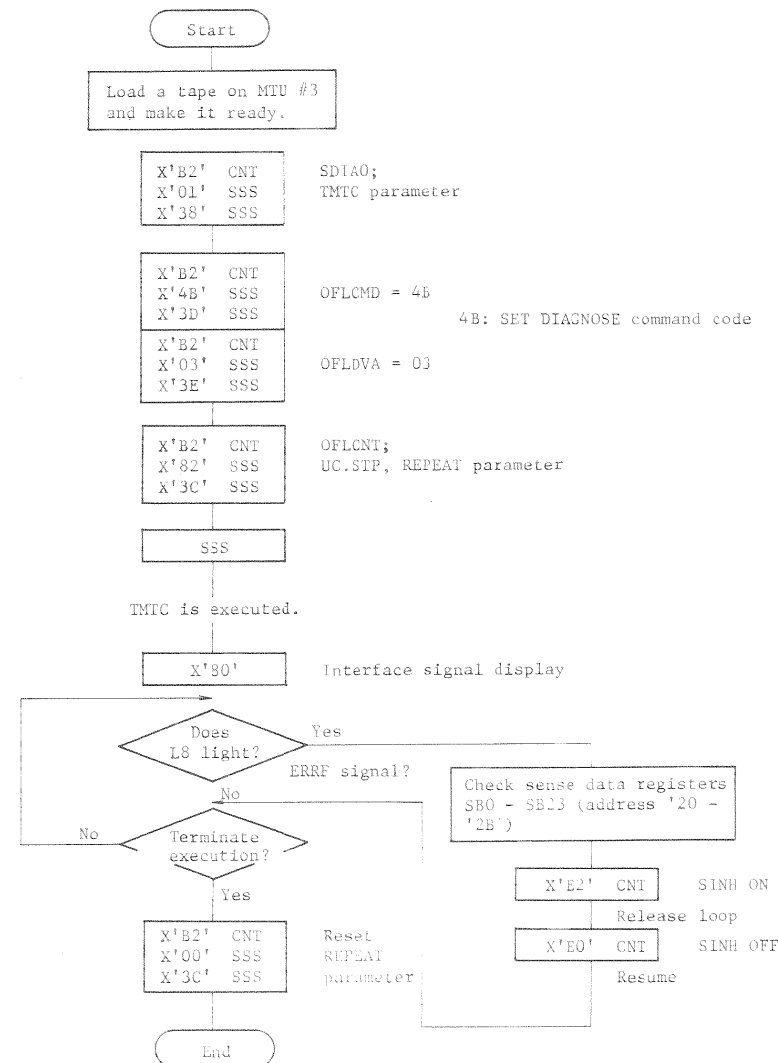 Start
Load a tape on MTU #3
and make it ready.
X'B2' CNT SDIA0;
X'01' SSS TMTC parameter
X'38' SSS
X'B2' CNT
X'4B' SSS OFLCMD = 4B
X'3D' SSS
4B: SET DIAGNOSE command code
X'B2' CNT
X'03' SSS OFLDVA = 03
X'3E' SSS
X'B2' CNT OFLCNT;
X'82' SSS UC.STP, REPEAT parameter
X'3C' SSS
SSS
TMTC is executed.
X'80' Interface signal display
Does
L8 light?
Yes
ERRF signal?
No
Check sense data registers
SB0 - SB23 (address '20 -
'2B')
X'E2' CNT SINH ON
Release loop
X'E0' CNT SINH OFF
Resume
Terminate
execution?
No
Yes
X'B2' CNT Reset
X'00' SSS REPEAT
X'3C' SSS parameter
End